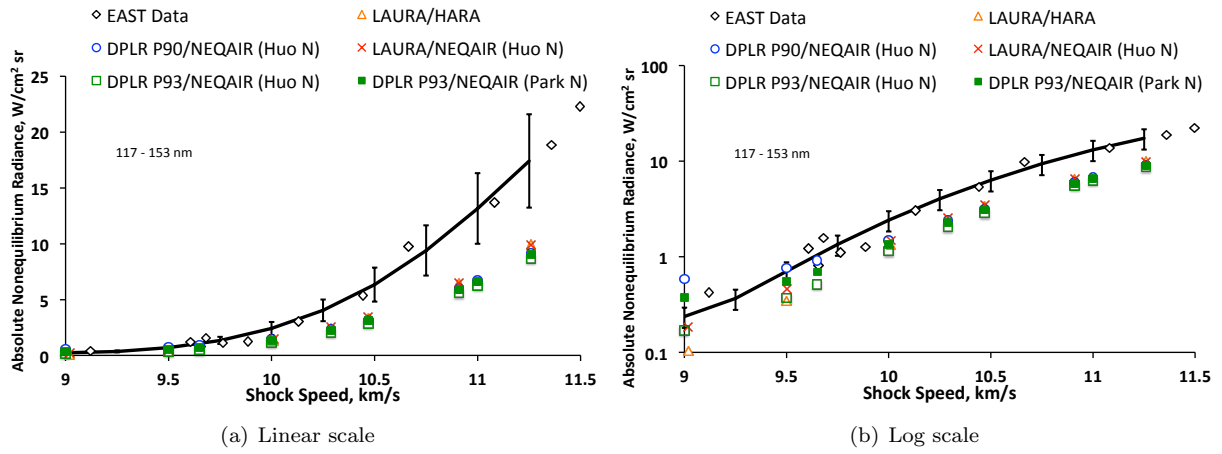 EAST Data
LAURA/HARA
DPLR P90/NEQAIR (Huo N)
LAURA/NEQAIR (Huo N)
DPLR P93/NEQAIR (Huo N)
DPLR P93/NEQAIR (Park N)
Absolute Nonequilibrium Radiance, W/cm² sr
25
20
15
10
5
0
117 - 153 nm
9
9.5
10
10.5
11
11.5
Shock Speed, km/s
(a) Linear scale
EAST Data
LAURA/HARA
DPLR P90/NEQAIR (Huo N)
LAURA/NEQAIR (Huo N)
DPLR P93/NEQAIR (Huo N)
DPLR P93/NEQAIR (Park N)
Absolute Nonequilibrium Radiance, W/cm² sr
100
10
1
0.1
117 - 153 nm
9
9.5
10
10.5
11
11.5
Shock Speed, km/s
(b) Log scale